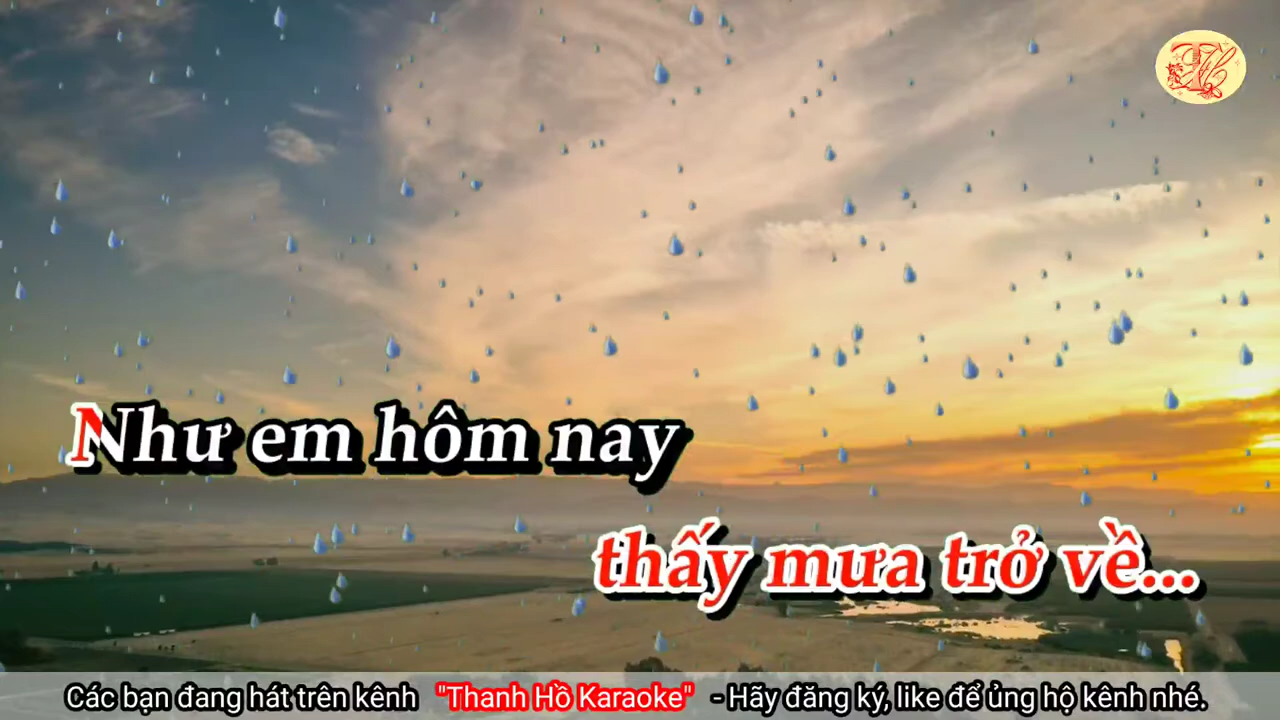 Như em hôm nay
thấy mưa trở về...
Các bạn đang hát trên kênh "Thanh Hồ Karaoke" - Hãy đăng ký, like để ủng hộ kênh nhé.